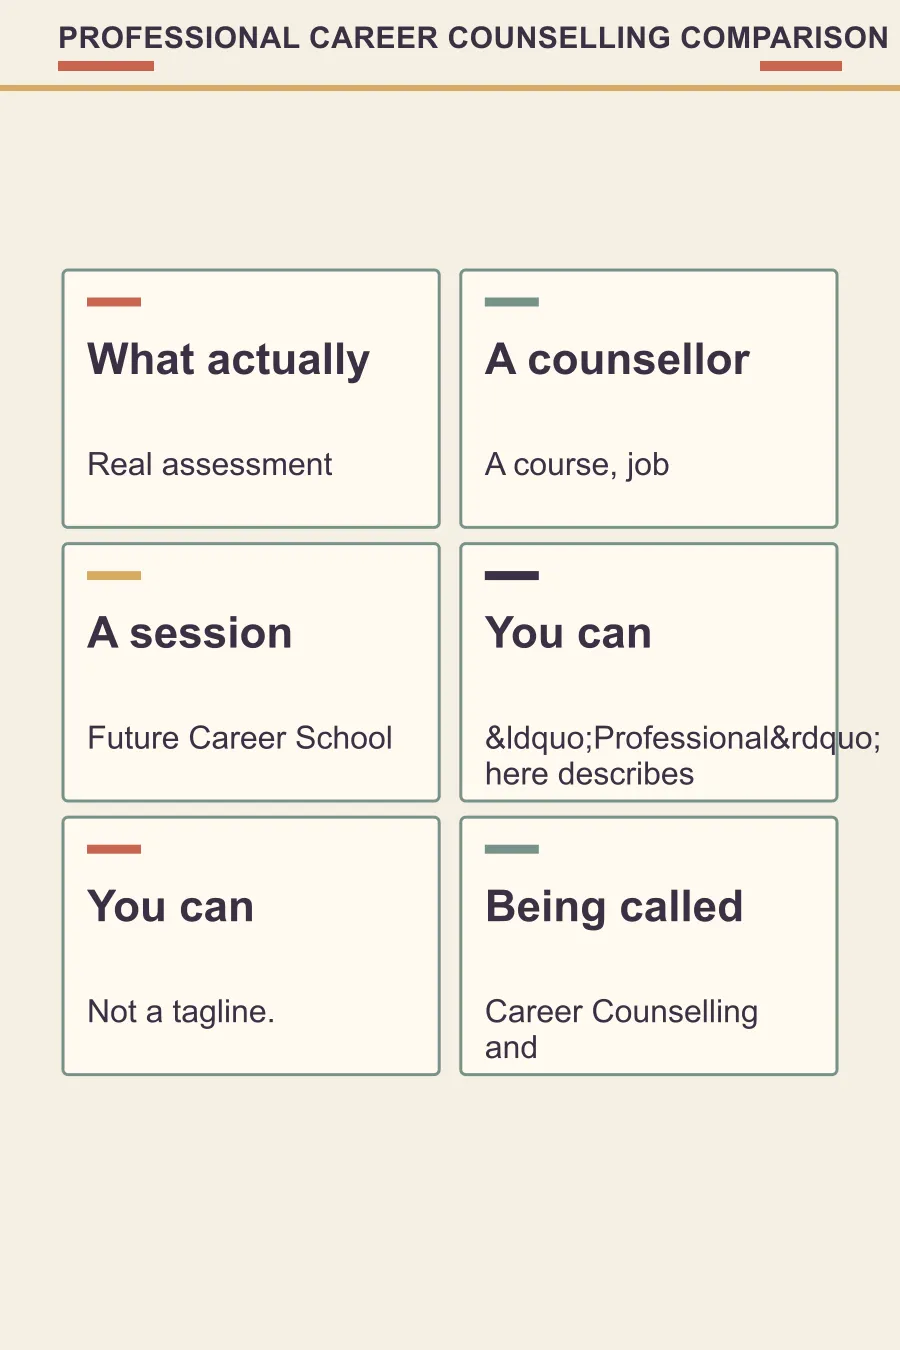 PROFESSIONAL CAREER COUNSELLING COMPARISON
What actually
Real assessment
A counsellor
A course, job
A session
Future Career School
You can
&ldquo;Professional&rdquo;
here describes
You can
Not a tagline.
Being called
Career Counselling
and